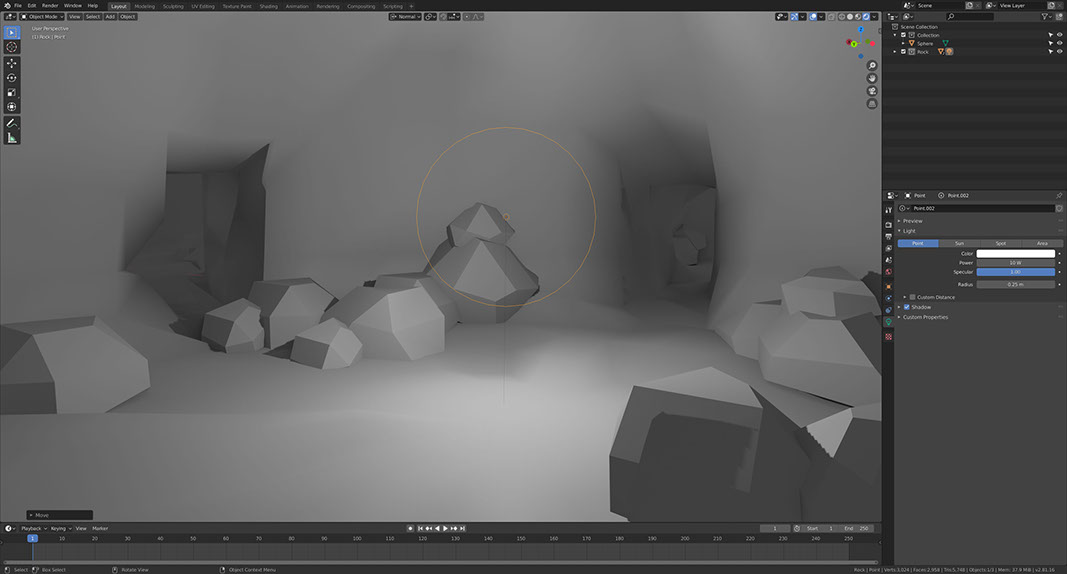 File Edit Render Window Help Layout Modeling Sculpting UV Editing Texture Paint Shading Animation Rendering Compositing Scripting + Scene View Layer
Object Mode View Select Add Object Normal
User Perspective
(1) Rock | Point
Scene Collection
Collection
Sphere
Rock
Point Point.002
Point.002
Preview
Light
Point Sun Spot Area
Color
Power 10 W
Specular 1.00
Radius 0.25 m
Custom Distance
Shadow
Custom Properties
Move
Playback Keying View Marker 1 Start 1 End 250
1 10 20 30 40 50 60 70 80 90 100 110 120 130 140 150 160 170 180 190 200 210 220 230 240 250
Select Box Select Rotate View Object Context Menu Rock | Point | Verts:3,024 | Faces:2,958 | Tris:5,748 | Objects:1/3 | Mem: 37.9 MiB | v2.81.16